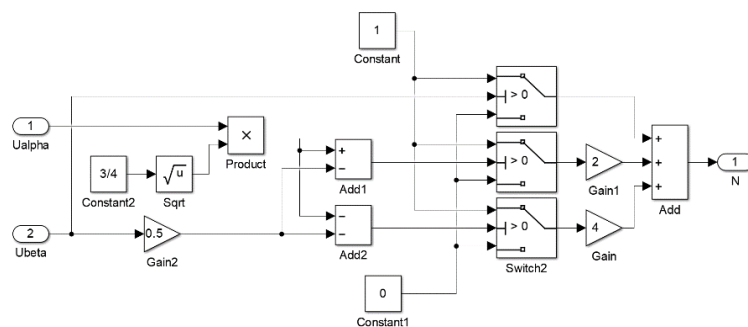 1
Constant
> 0
1
Ualpha
×
Product
3/4
Constant2
√u
Sqrt
+
−
Add1
> 0
2
Gain1
+
+
+
Add
1
N
2
Ubeta
0.5
Gain2
−
−
Add2
> 0
Switch2
4
Gain
0
Constant1